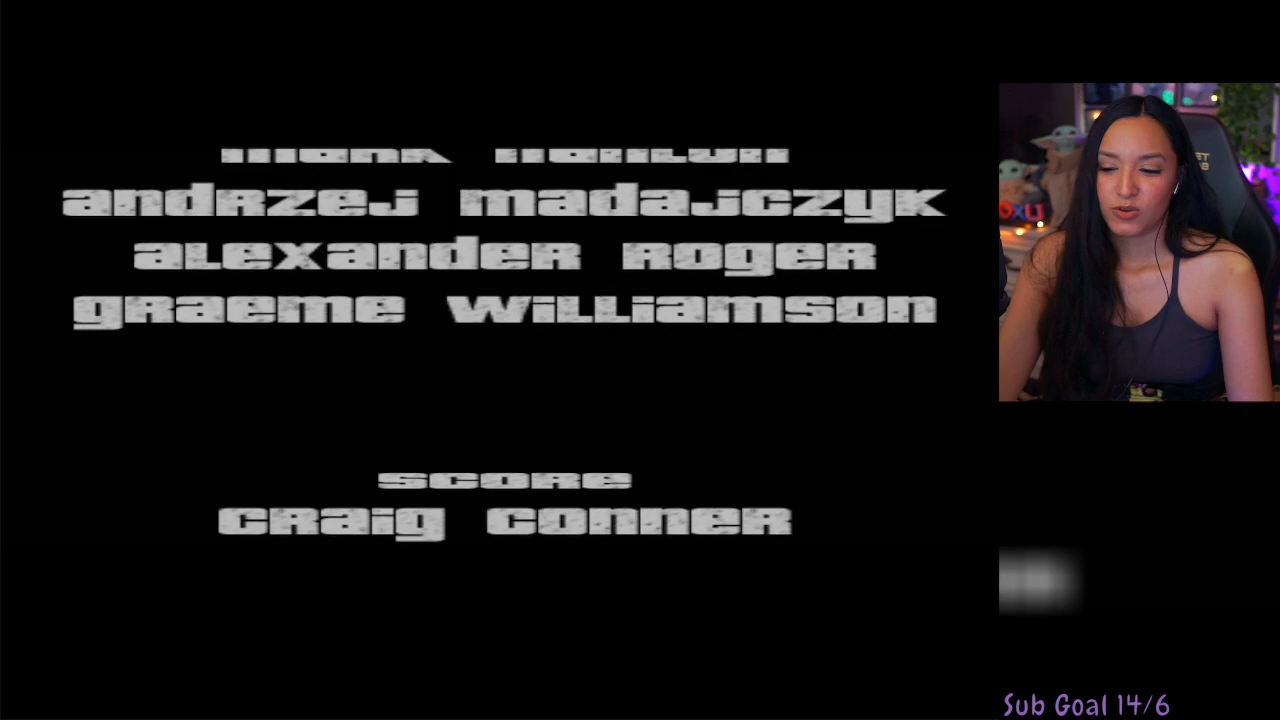 andrzej madajczyk
alexander roger
graeme williamson
score
craig conner
Sub Goal 14/6